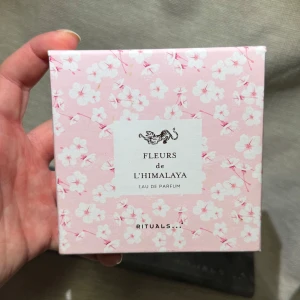 FLEURS
de
L'HIMALAYA
EAU DE PARFUM
RITUALS...